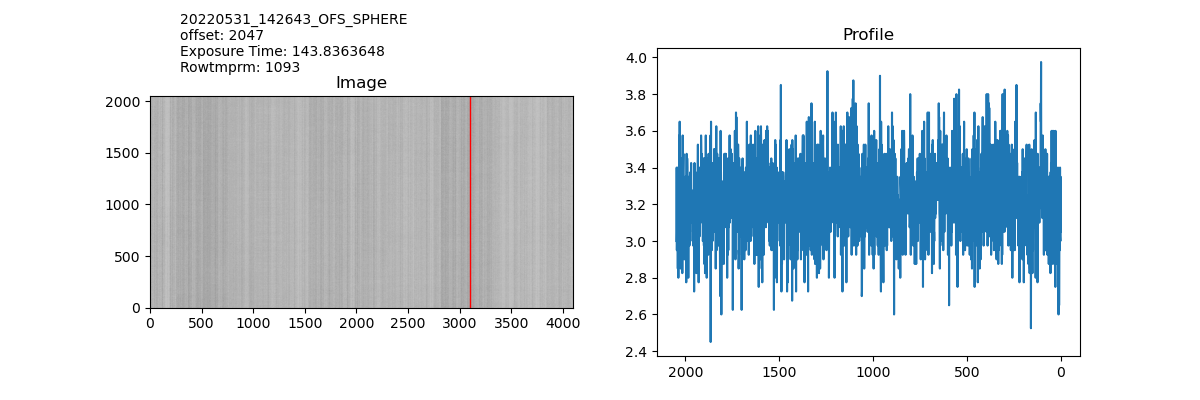 20220531_142643_OFS_SPHERE
offset: 2047
Exposure Time: 143.8363648
Rowtmprm: 1093
Image
2000
1500
1000
500
0
0 500 1000 1500 2000 2500 3000 3500 4000
Profile
4.0
3.8
3.6
3.4
3.2
3.0
2.8
2.6
2.4
2000 1500 1000 500 0